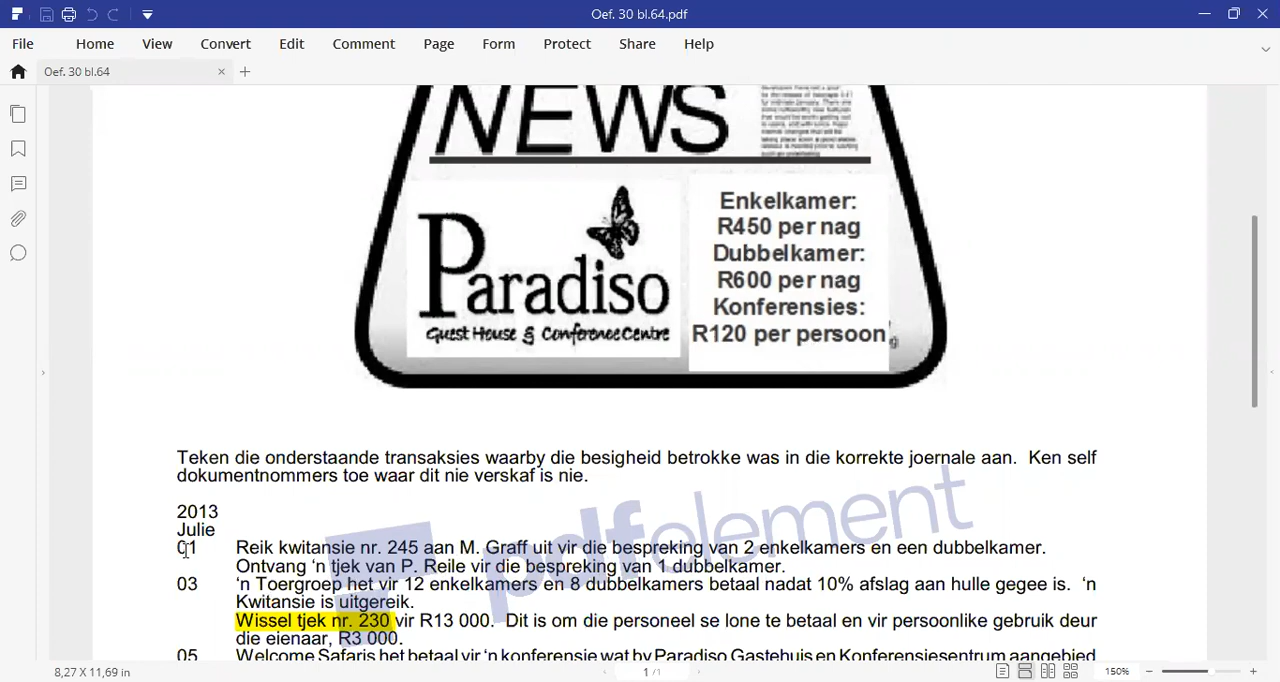 Oef. 30 bl.64.pdf
File Home View Convert Edit Comment Page Form Protect Share Help
Oef. 30 bl.64
NEWS
Paradiso
Guest House & Conference Centre
Enkelkamer:
R450 per nag
Dubbelkamer:
R600 per nag
Konferensies:
R120 per persoon
Teken die onderstaande transaksies waarby die besigheid betrokke was in die korrekte joernale aan. Ken self
dokumentnommers toe waar dit nie verskaf is nie.
2013
Julie
01 Reik kwitansie nr. 245 aan M. Graff uit vir die bespreking van 2 enkelkamers en een dubbelkamer.
Ontvang ‘n tjek van P. Reile vir die bespreking van 1 dubbelkamer.
03 ‘n Toergroep het vir 12 enkelkamers en 8 dubbelkamers betaal nadat 10% afslag aan hulle gegee is. ‘n
Kwitansie is uitgereik.
Wissel tjek nr. 230 vir R13 000. Dit is om die personeel se lone te betaal en vir persoonlike gebruik deur
die eienaar, R3 000.
05 Welcome Safaris het betaal vir ‘n konferensie wat by Paradiso Gastehuis en Konferensiesentrum aangebied
pdfelement
8,27 X 11,69 in 1 /1 150%